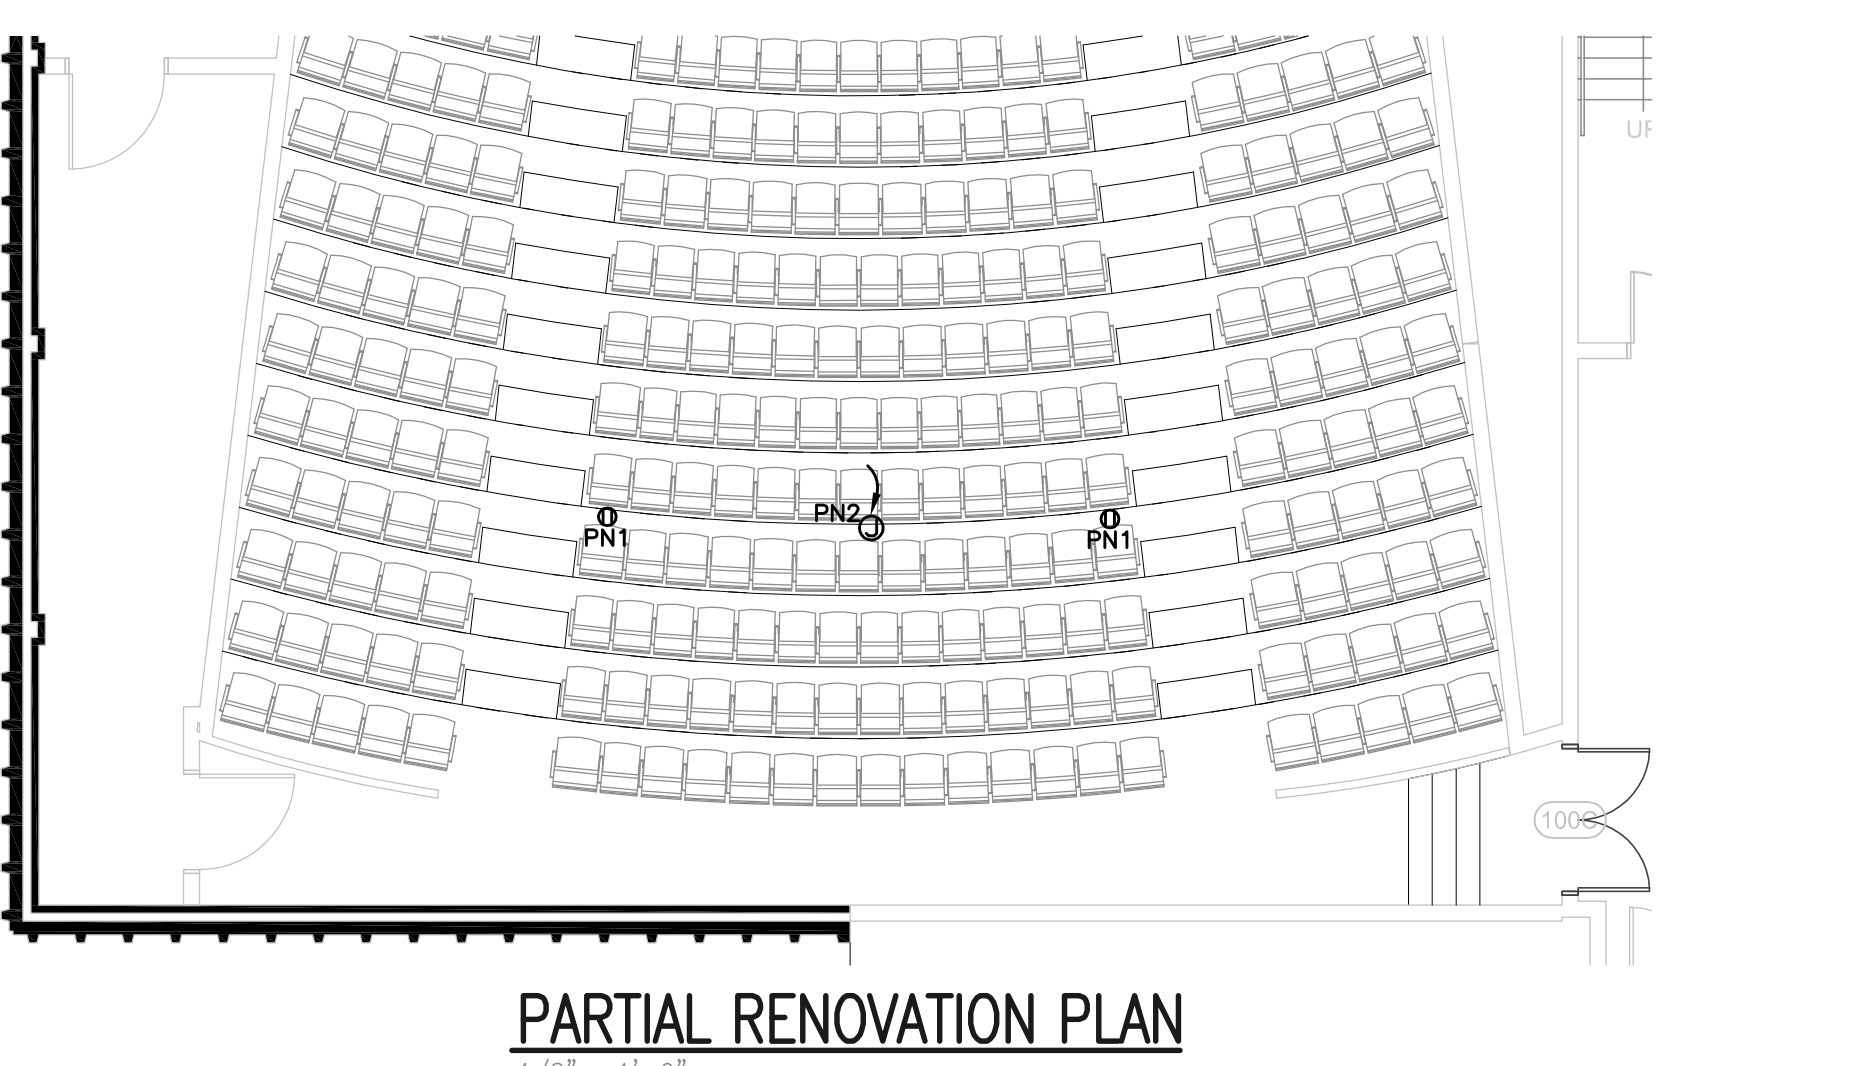 UP
PN2
J
PN1
PN1
100C
PARTIAL RENOVATION PLAN